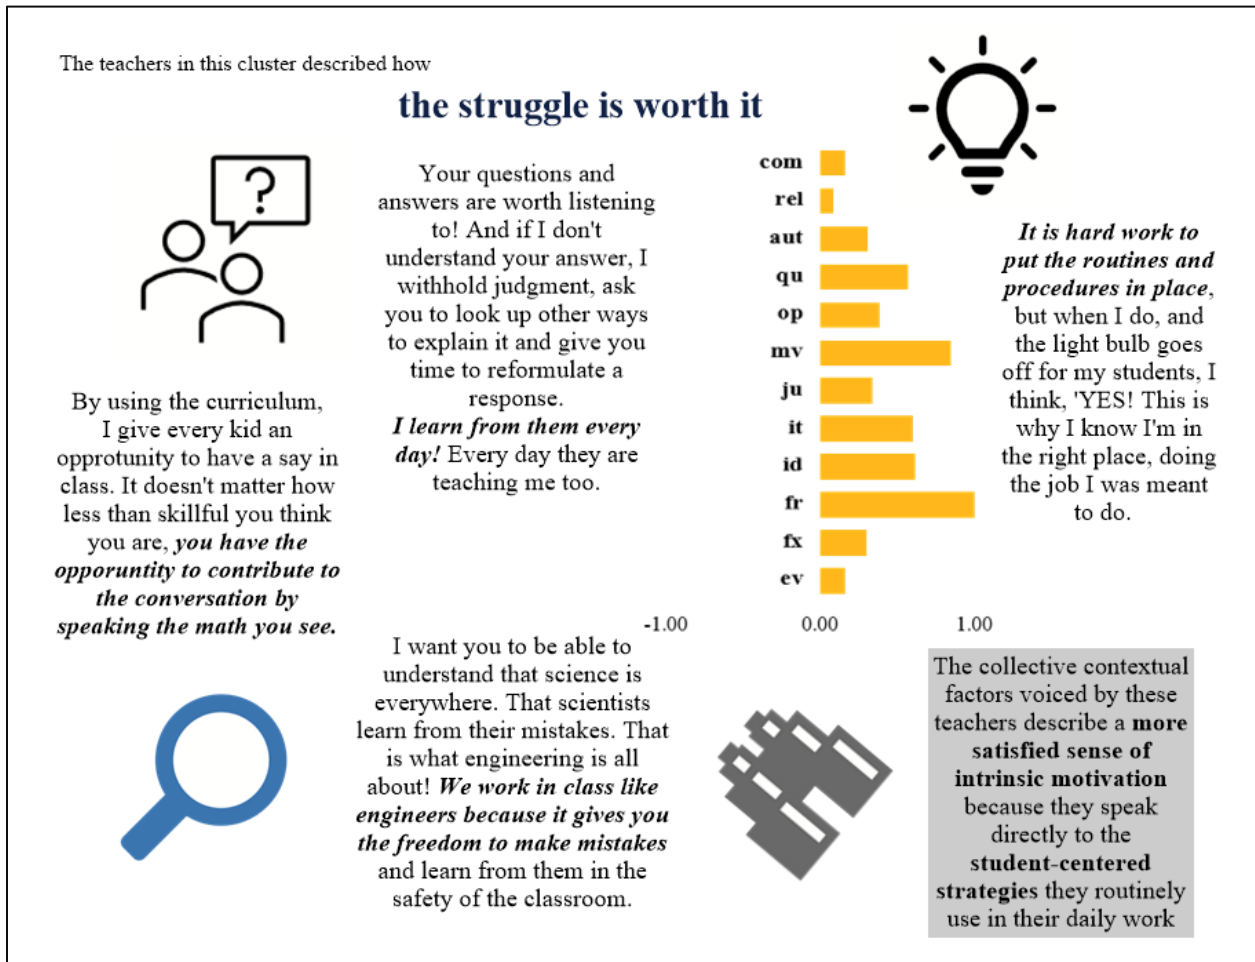 The teachers in this cluster described how
the struggle is worth it
?
By using the curriculum,
I give every kid an
opprotunity to have a say in
class. It doesn't matter how
less than skillful you think
you are, you have the
opporuntity to contribute to
the conversation by
speaking the math you see.
Your questions and
answers are worth listening
to! And if I don't
understand your answer, I
withhold judgment, ask
you to look up other ways
to explain it and give you
time to reformulate a
response.
I learn from them every
day! Every day they are
teaching me too.
com
rel
aut
qu
op
mv
ju
it
id
fr
fx
ev
-1.00 0.00 1.00
It is hard work to
put the routines and
procedures in place,
but when I do, and
the light bulb goes
off for my students, I
think, 'YES! This is
why I know I'm in
the right place, doing
the job I was meant
to do.
I want you to be able to
understand that science is
everywhere. That scientists
learn from their mistakes. That
is what engineering is all
about! We work in class like
engineers because it gives you
the freedom to make mistakes
and learn from them in the
safety of the classroom.
The collective contextual
factors voiced by these
teachers describe a more
satisfied sense of
intrinsic motivation
because they speak
directly to the
student-centered
strategies they routinely
use in their daily work